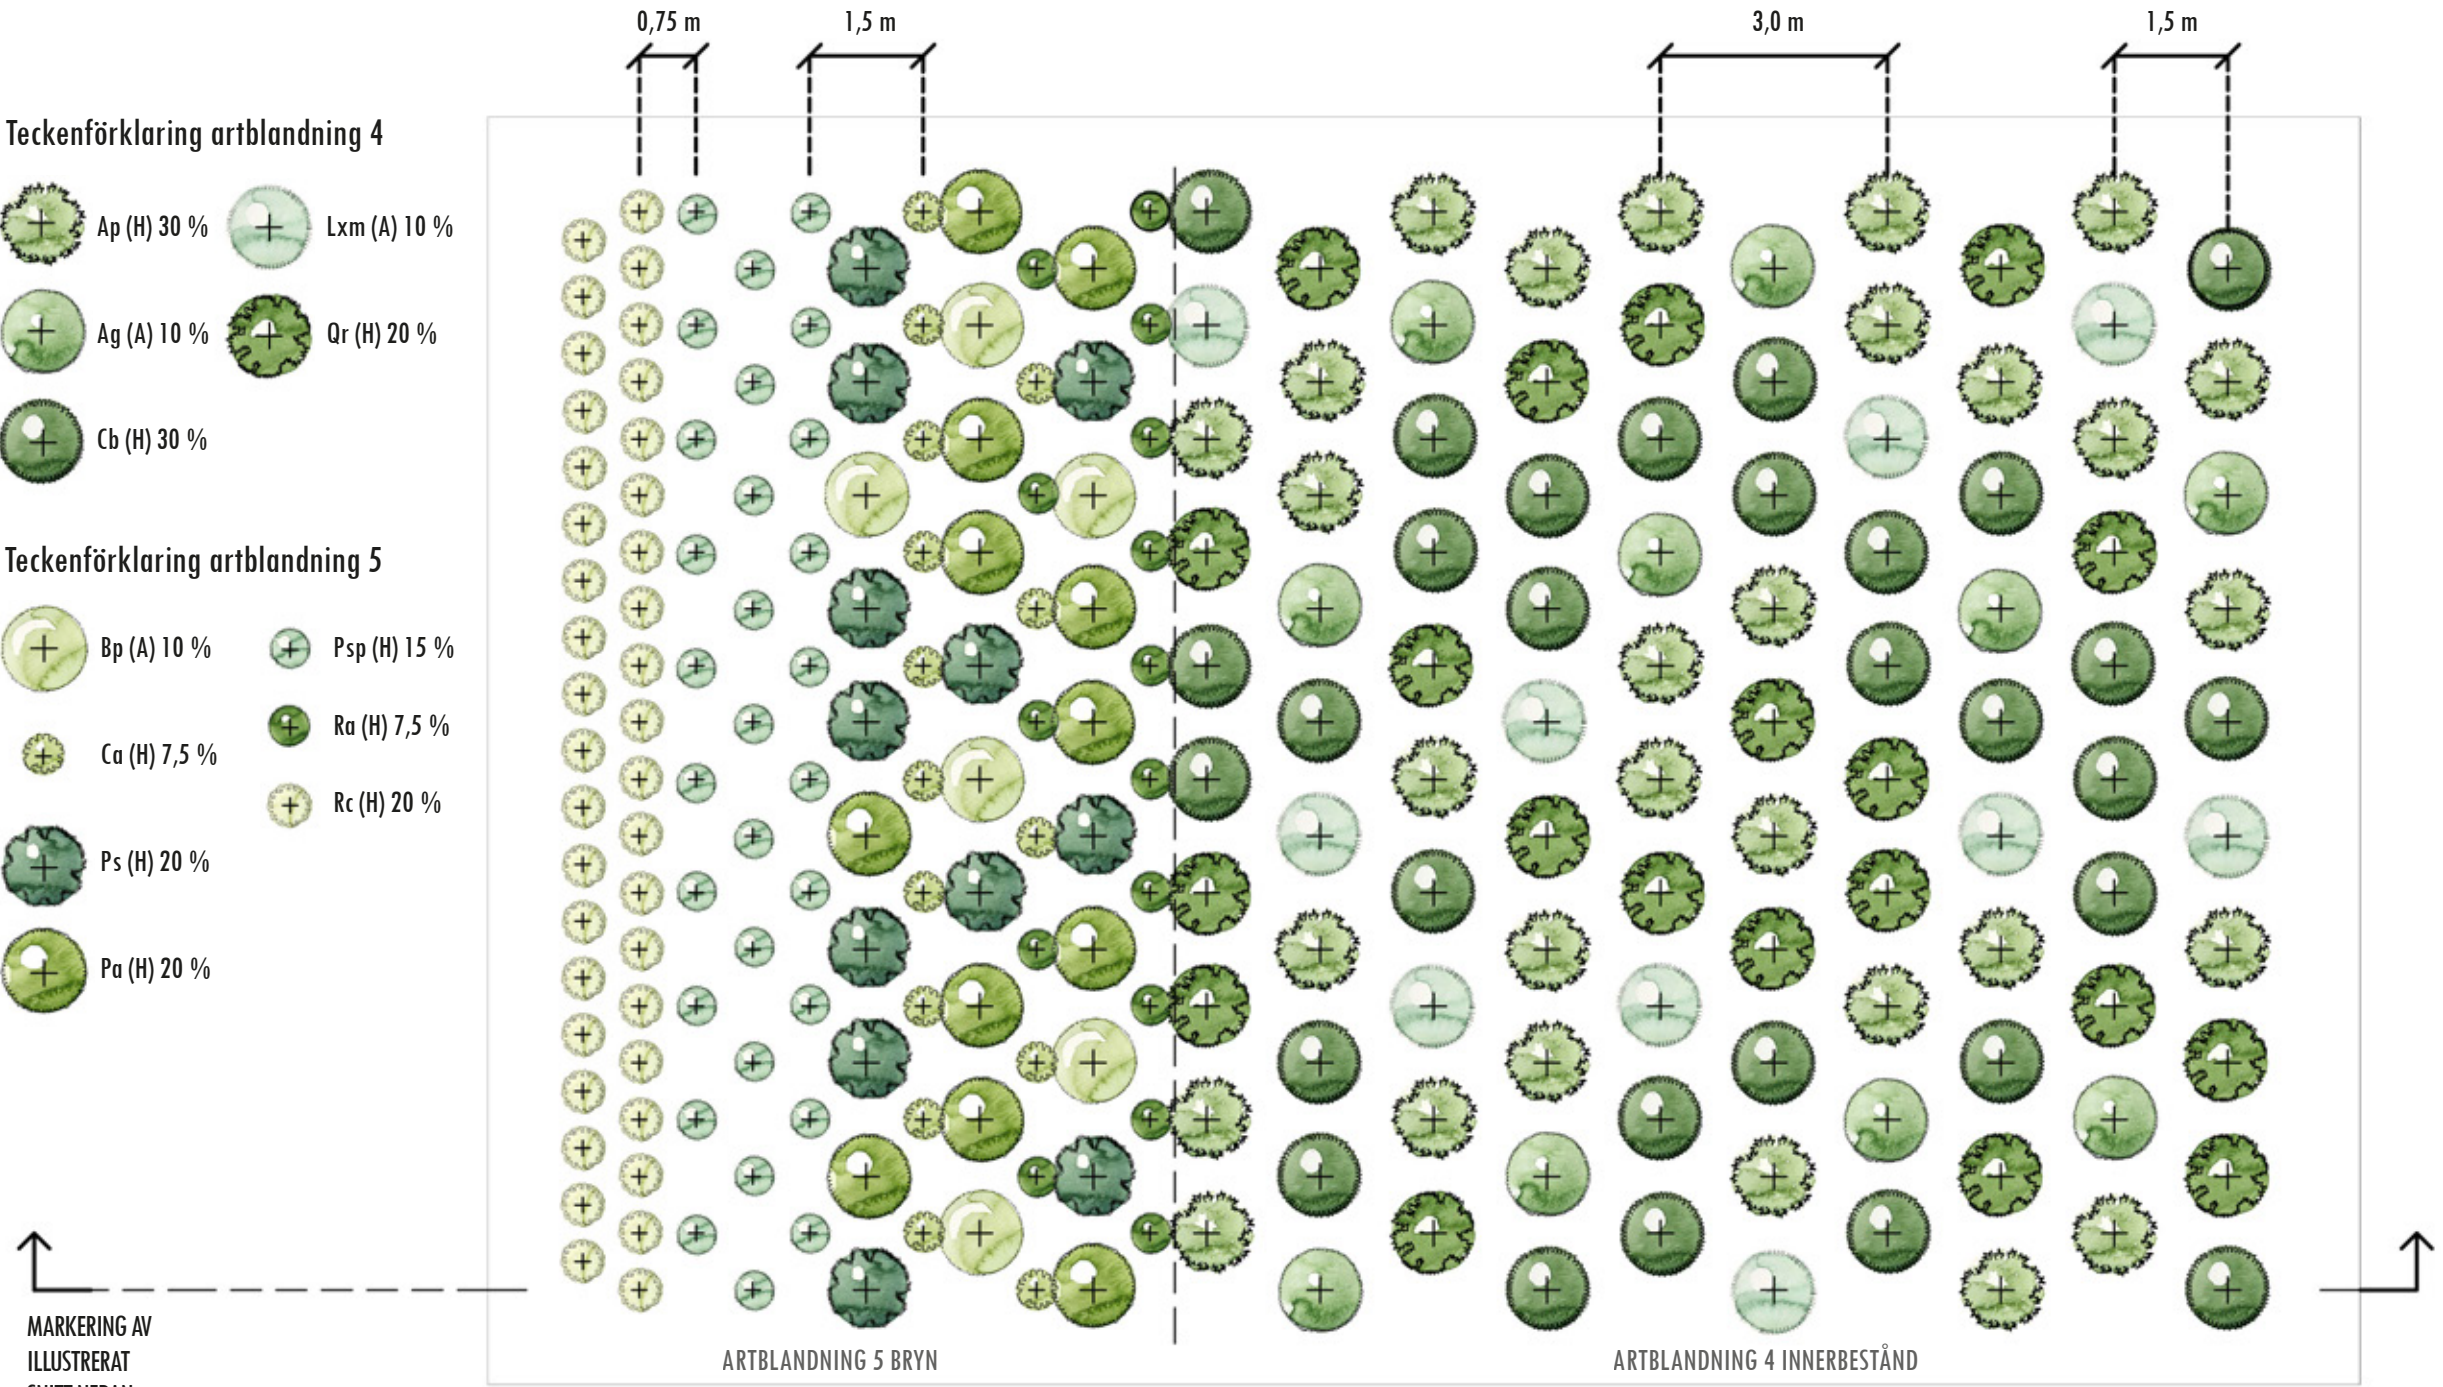 0,75 m
1,5 m
3,0 m
1,5 m
Teckenförklaring artblandning 4
Ap (H) 30 %
Lxm (A) 10 %
Ag (A) 10 %
Qr (H) 20 %
Cb (H) 30 %
Teckenförklaring artblandning 5
Bp (A) 10 %
Psp (H) 15 %
Ca (H) 7,5 %
Ra (H) 7,5 %
Rc (H) 20 %
Ps (H) 20 %
Pa (H) 20 %
MARKERING AV
ILLUSTRERAT
ARTBLANDNING 5 BRYN
ARTBLANDNING 4 INNERBESTÅND